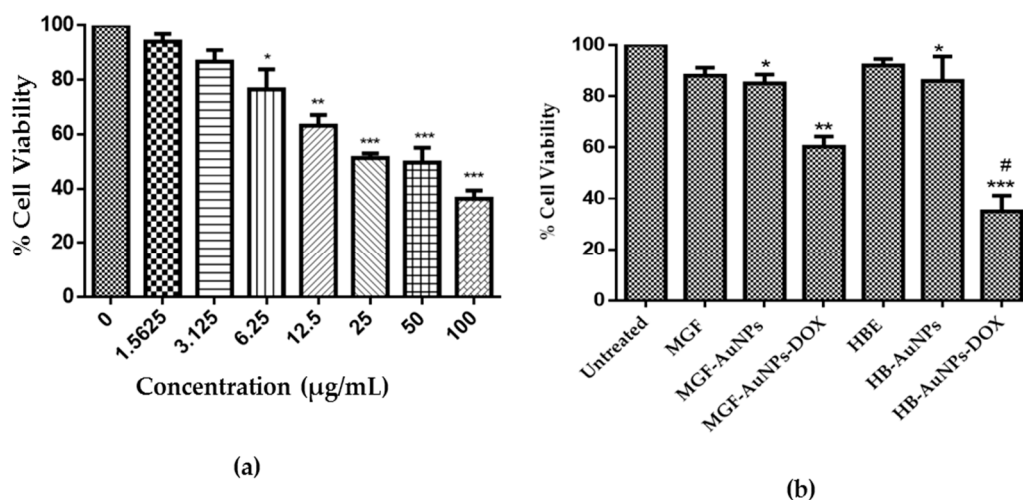 % Cell Viability
100
80
60
40
20
0
*
**
***
***
***
0
1.5625
3.125
6.25
12.5
25
50
100
Concentration (µg/mL)
(a)
% Cell Viability
100
80
60
40
20
0
*
**
*
#
***
Untreated
MGF
MGF-AuNPs
MGF-AuNPs-DOX
HBE
HB-AuNPs
HB-AuNPs-DOX
(b)